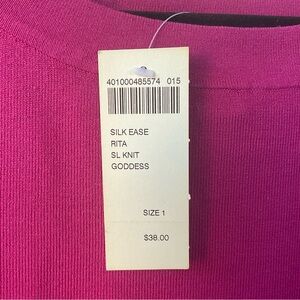 401000485574 015
SILK EASE
RITA
SL KNIT
GODDESS
SIZE 1
$38.00